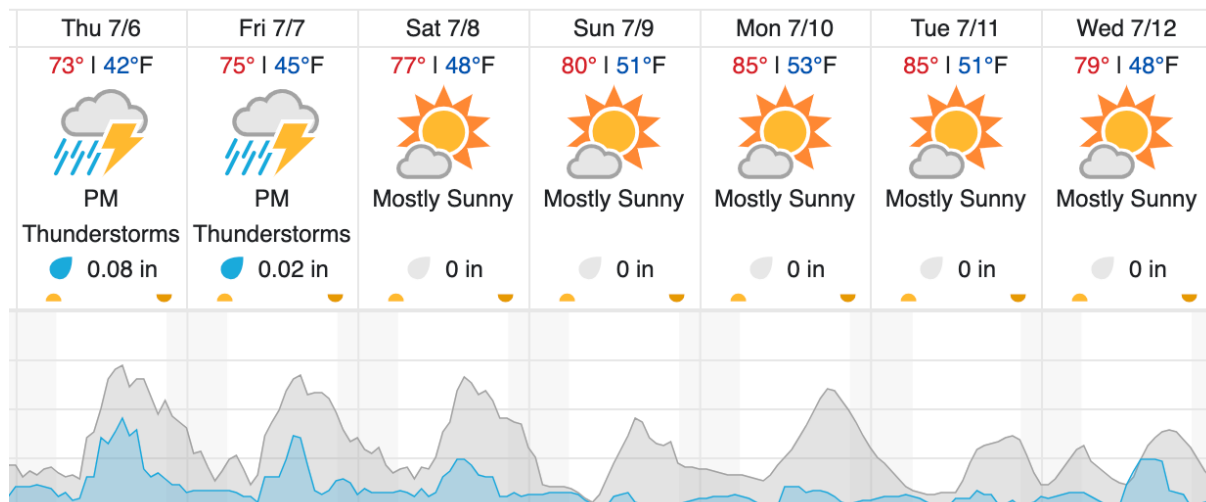 Thu 7/6 Fri 7/7 Sat 7/8 Sun 7/9 Mon 7/10 Tue 7/11 Wed 7/12
73° | 42°F 75° | 45°F 77° | 48°F 80° | 51°F 85° | 53°F 85° | 51°F 79° | 48°F
PM PM Mostly Sunny Mostly Sunny Mostly Sunny Mostly Sunny Mostly Sunny
Thunderstorms Thunderstorms
0.08 in 0.02 in 0 in 0 in 0 in 0 in 0 in